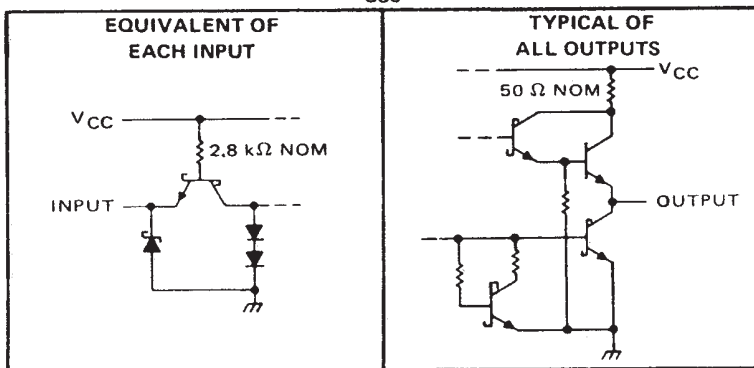 EQUIVALENT OF
EACH INPUT
VCC
2.8 kΩ NOM
INPUT
TYPICAL OF
ALL OUTPUTS
VCC
50 Ω NOM
OUTPUT